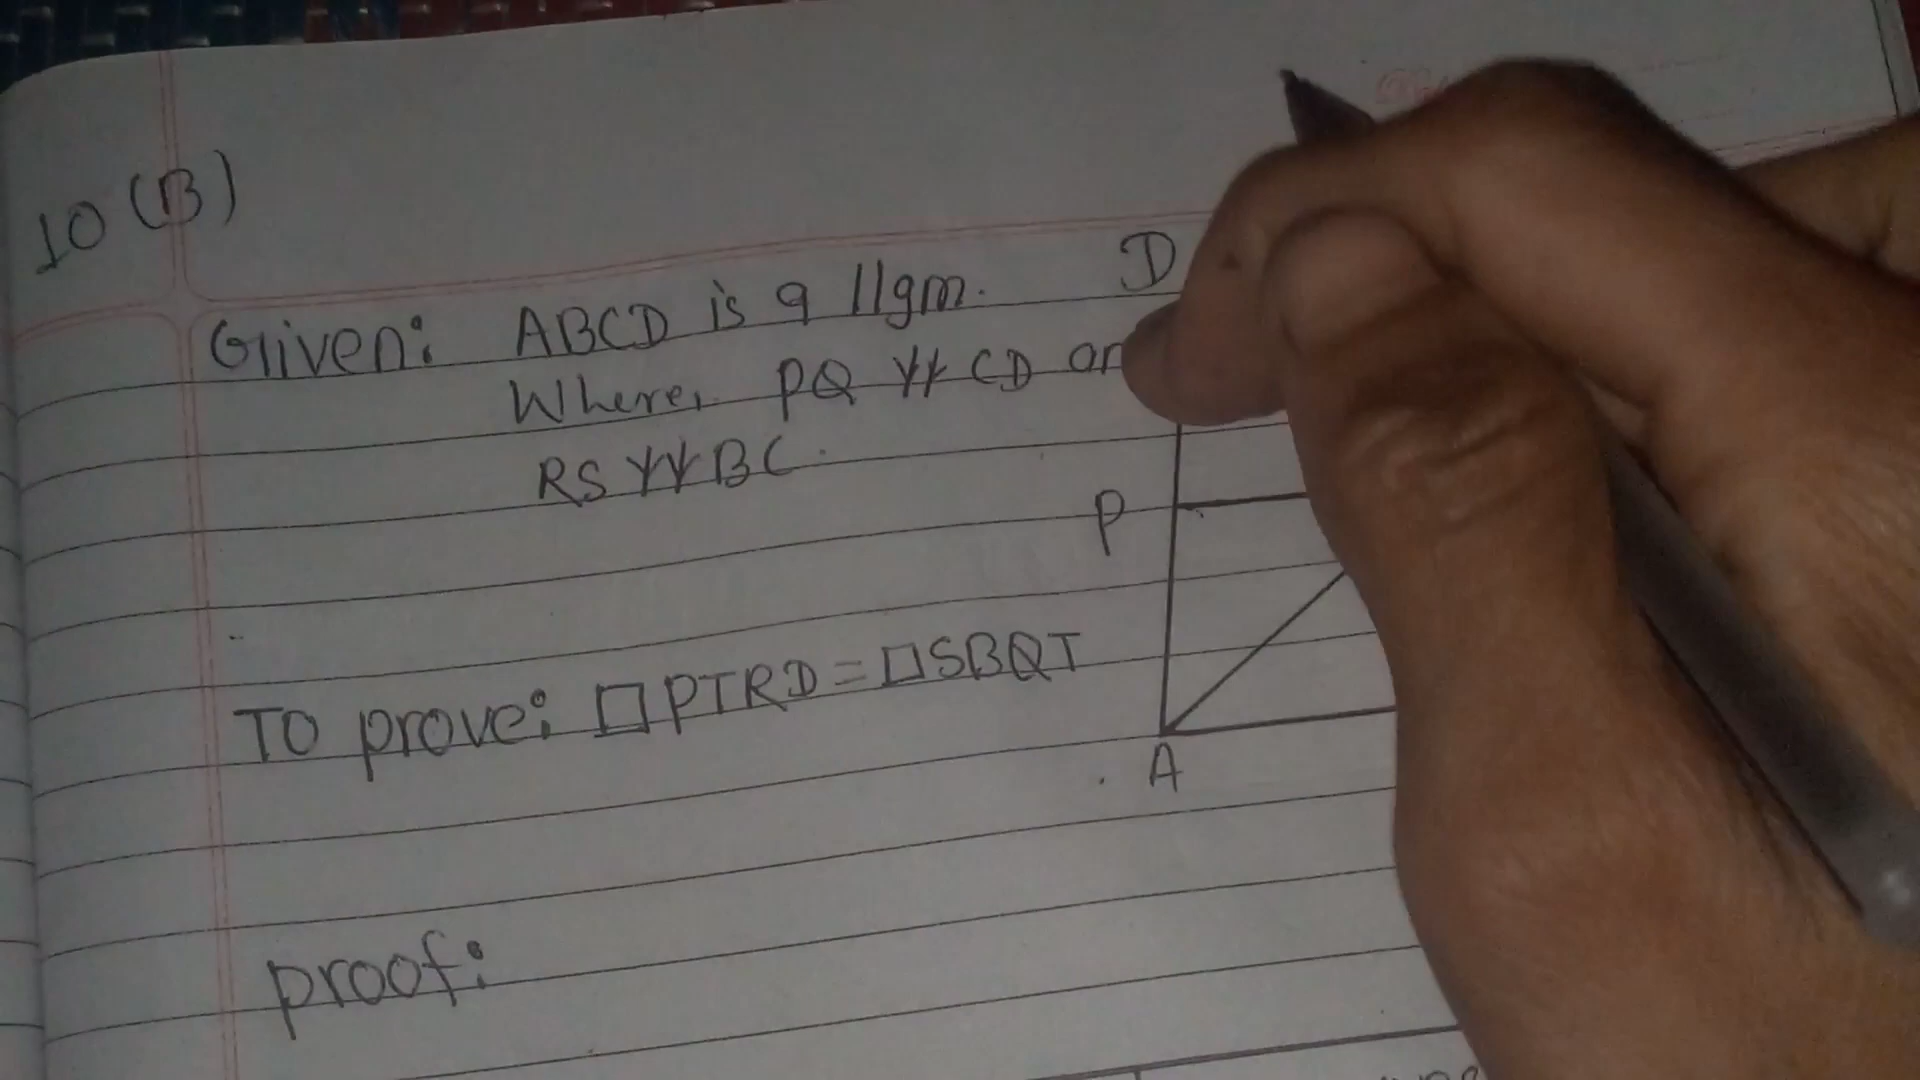 10 (B)
Given: ABCD is a llgm.
Where, PQ // CD
RS // BC.
To prove: □PTRD = □SBQT
proof:
D
P
A